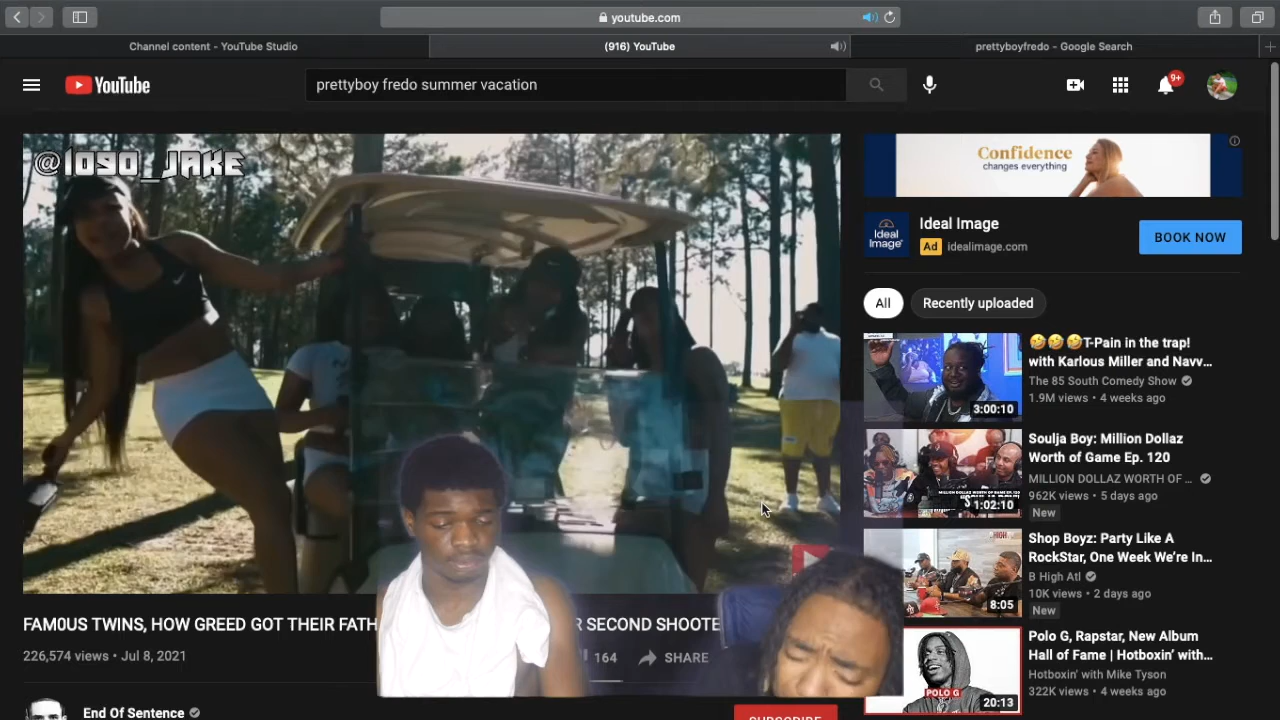 youtube.com
Channel content - YouTube Studio
(916) YouTube
prettyboyfredo - Google Search
YouTube
prettyboy fredo summer vacation
9+
@1090_JAKE
Confidence
changes everything
Ideal Image
Ideal
Image
Ad idealimage.com
BOOK NOW
All
Recently uploaded
🤣🤣🤣T-Pain in the trap!
with Karlous Miller and Navv...
The 85 South Comedy Show
1.9M views • 4 weeks ago
3:00:10
Soulja Boy: Million Dollaz
Worth of Game Ep. 120
MILLION DOLLAZ WORTH OF ...
962K views • 5 days ago
New
1:02:10
Shop Boyz: Party Like A
RockStar, One Week We're In...
B High Atl
10K views • 2 days ago
New
8:05
Polo G, Rapstar, New Album
Hall of Fame | Hotboxin' with...
Hotboxin' with Mike Tyson
322K views • 4 weeks ago
POLO G
20:13
FAM0US TWINS, HOW GREED GOT THEIR FATH
R SECOND SHOOTE
226,574 views • Jul 8, 2021
164
SHARE
End Of Sentence
SUBSCRIBE